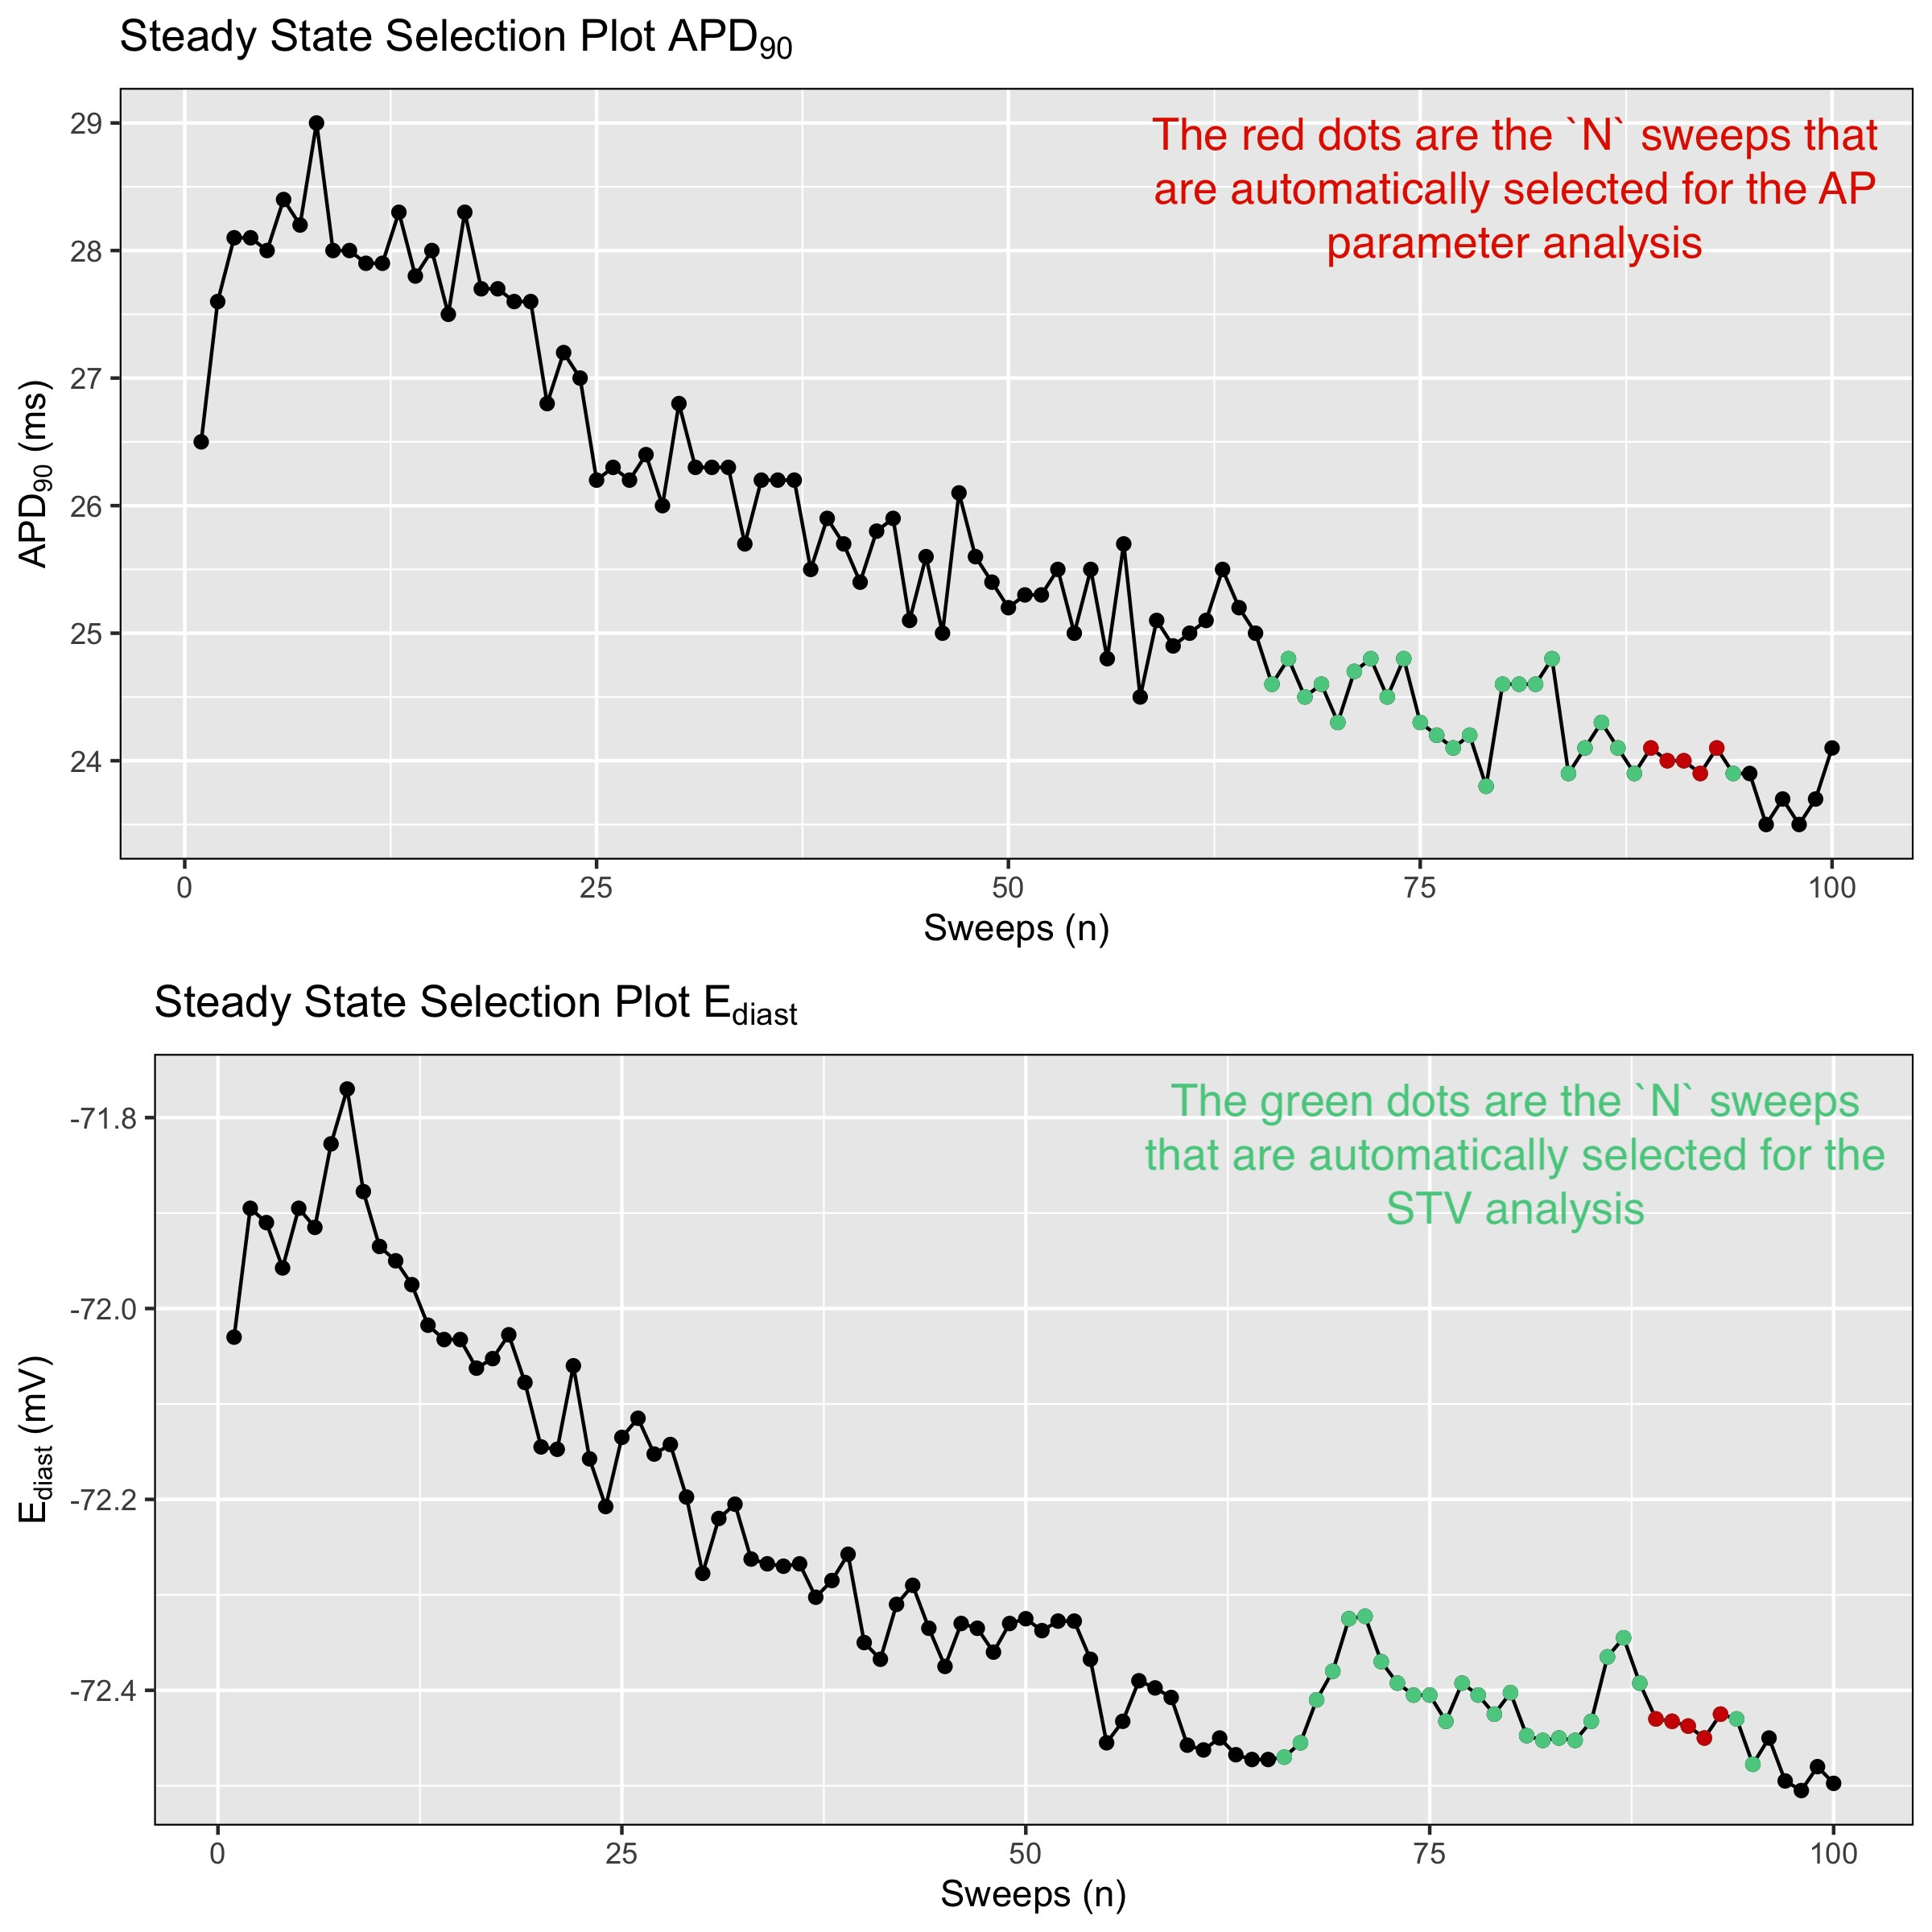 Steady State Selection Plot APD90
The red dots are the `N` sweeps that
are automatically selected for the AP
parameter analysis
APD90 (ms)
29
28
27
26
25
24
0 25 50 75 100
Sweeps (n)
Steady State Selection Plot Ediast
The green dots are the `N` sweeps
that are automatically selected for the
STV analysis
Ediast (mV)
-71.8
-72.0
-72.2
-72.4
0 25 50 75 100
Sweeps (n)